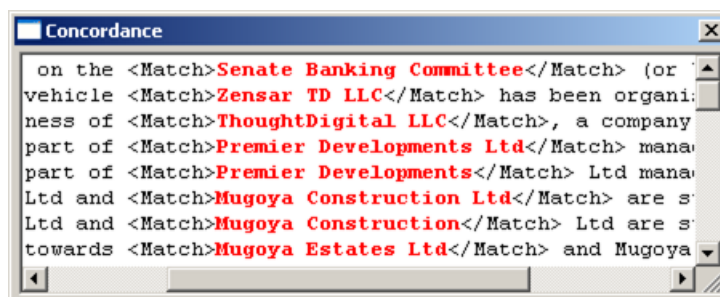 Concordance
on the <Match>Senate Banking Committee</Match> (or
vehicle <Match>Zensar TD LLC</Match> has been
ness of <Match>ThoughtDigital LLC</Match>, a company
part of <Match>Premier Developments Ltd</Match>
part of <Match>Premier Developments</Match> Ltd
Ltd and <Match>Mugoya Construction Ltd</Match> are
Ltd and <Match>Mugoya Construction</Match> Ltd are
towards <Match>Mugoya Estates Ltd</Match> and Mugoya